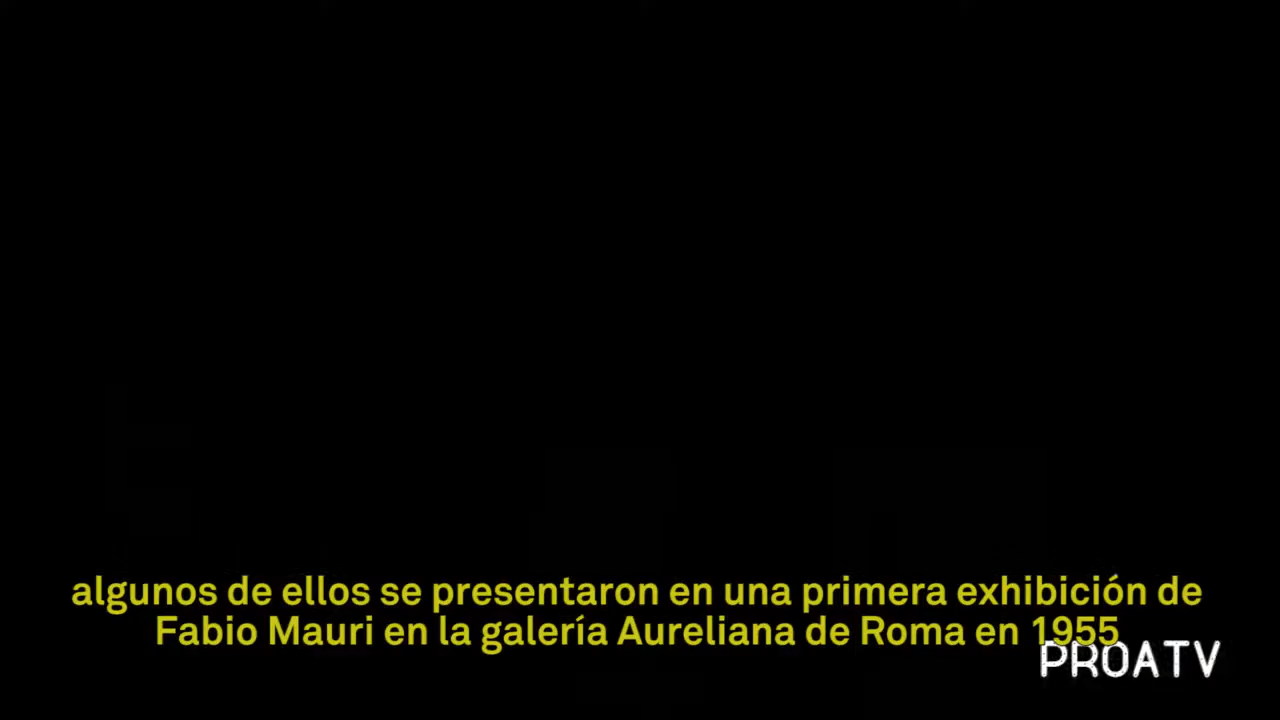 algunos de ellos se presentaron en una primera exhibición de
Fabio Mauri en la galería Aureliana de Roma en 1955
PROATV